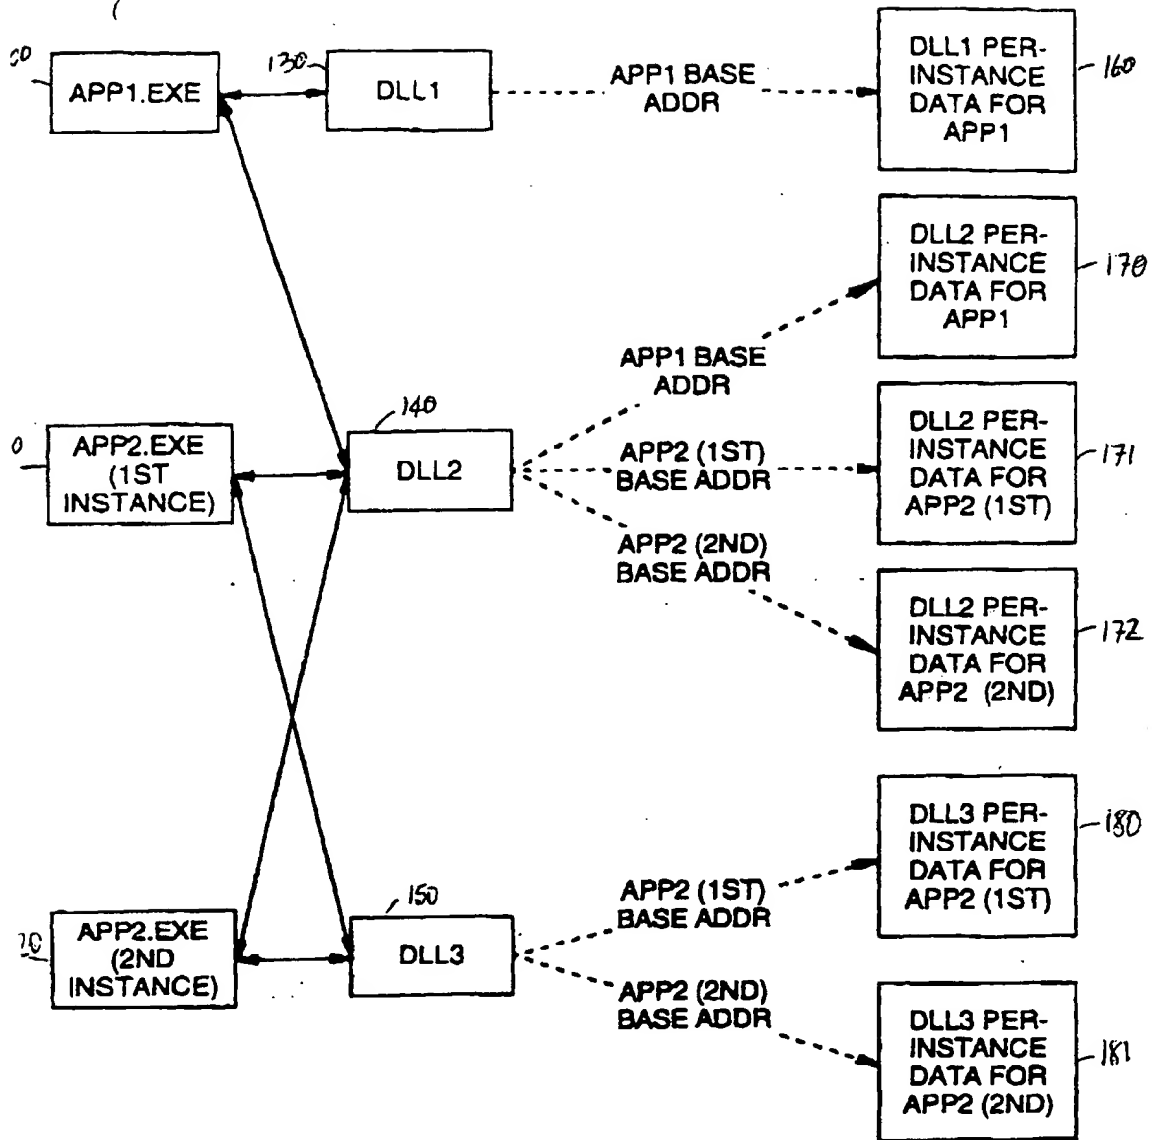 APP1.EXE
130
DLL1
APP1 BASE
ADDR
DLL1 PER-
INSTANCE
DATA FOR
APP1
160
DLL2 PER-
INSTANCE
DATA FOR
APP1
170
APP1 BASE
ADDR
APP2.EXE
(1ST
INSTANCE)
140
DLL2
APP2 (1ST)
BASE ADDR
DLL2 PER-
INSTANCE
DATA FOR
APP2 (1ST)
171
APP2 (2ND)
BASE ADDR
DLL2 PER-
INSTANCE
DATA FOR
APP2 (2ND)
172
DLL3 PER-
INSTANCE
DATA FOR
APP2 (1ST)
180
APP2 (1ST)
BASE ADDR
APP2.EXE
(2ND
INSTANCE)
150
DLL3
APP2 (2ND)
BASE ADDR
DLL3 PER-
INSTANCE
DATA FOR
APP2 (2ND)
181